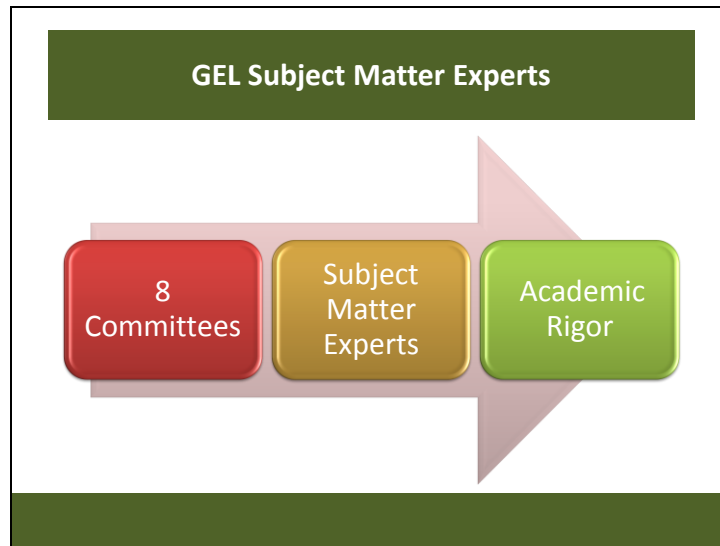 GEL Subject Matter Experts
8
Committees
Subject
Matter
Experts
Academic
Rigor